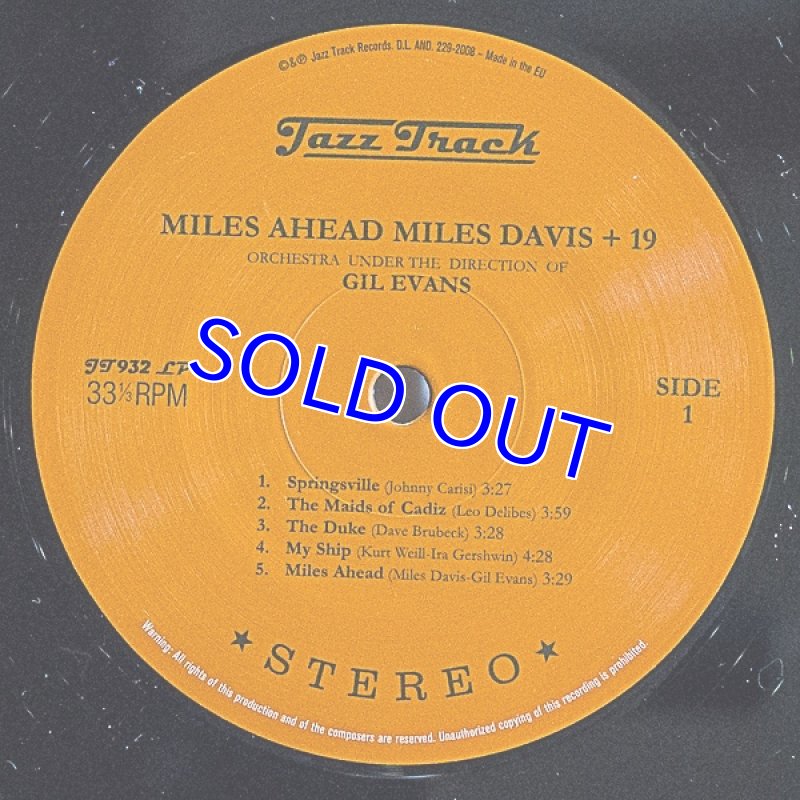 ©&℗ Jazz Track Records. D.L. AND. 229-2008 – Made in the EU
Jazz Track
MILES AHEAD MILES DAVIS + 19
ORCHESTRA UNDER THE DIRECTION OF
GIL EVANS
JT932 LP
33⅓RPM
SOLD OUT
SIDE
1
1. Springsville (Johnny Carisi) 3:27
2. The Maids of Cadiz (Leo Delibes) 3:59
3. The Duke (Dave Brubeck) 3:28
4. My Ship (Kurt Weill-Ira Gershwin) 4:28
5. Miles Ahead (Miles Davis-Gil Evans) 3:29
★ STEREO ★
Warning: All rights of this production and of the composers are reserved. Unauthorized copying of this recording is prohibited.